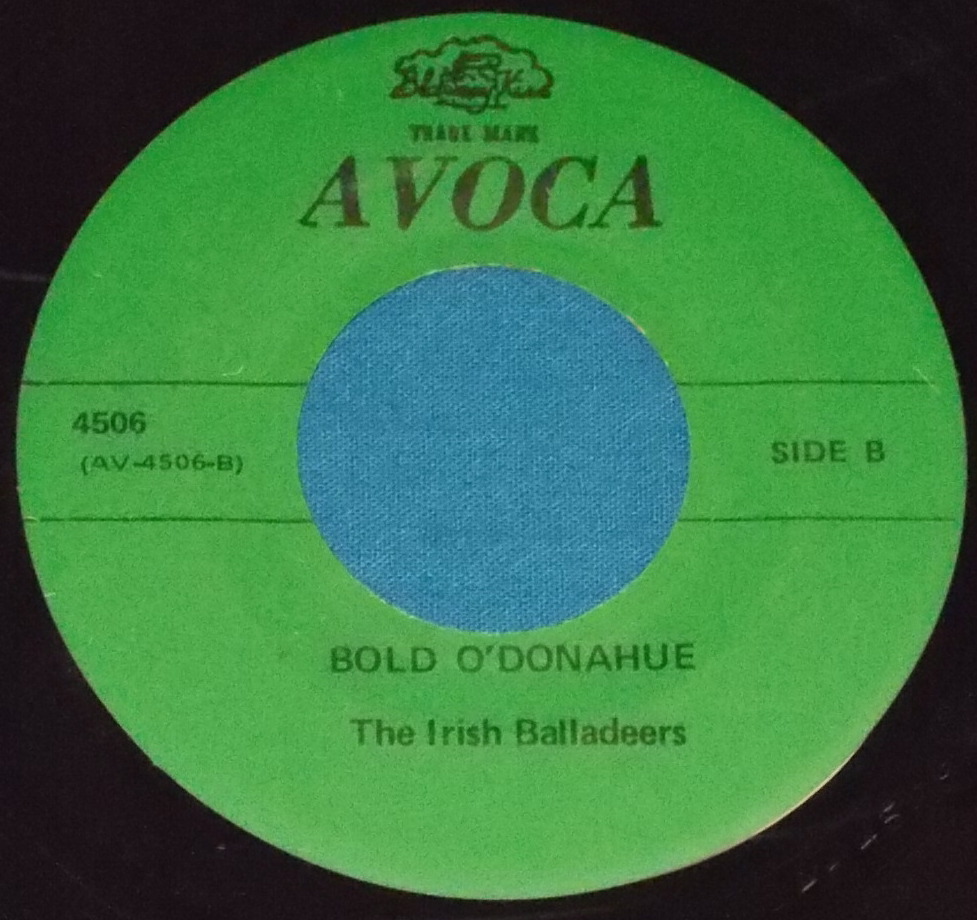 TRADE MARK
AVOCA
4506
(AV-4506-B)
SIDE B
BOLD O'DONAHUE
The Irish Balladeers